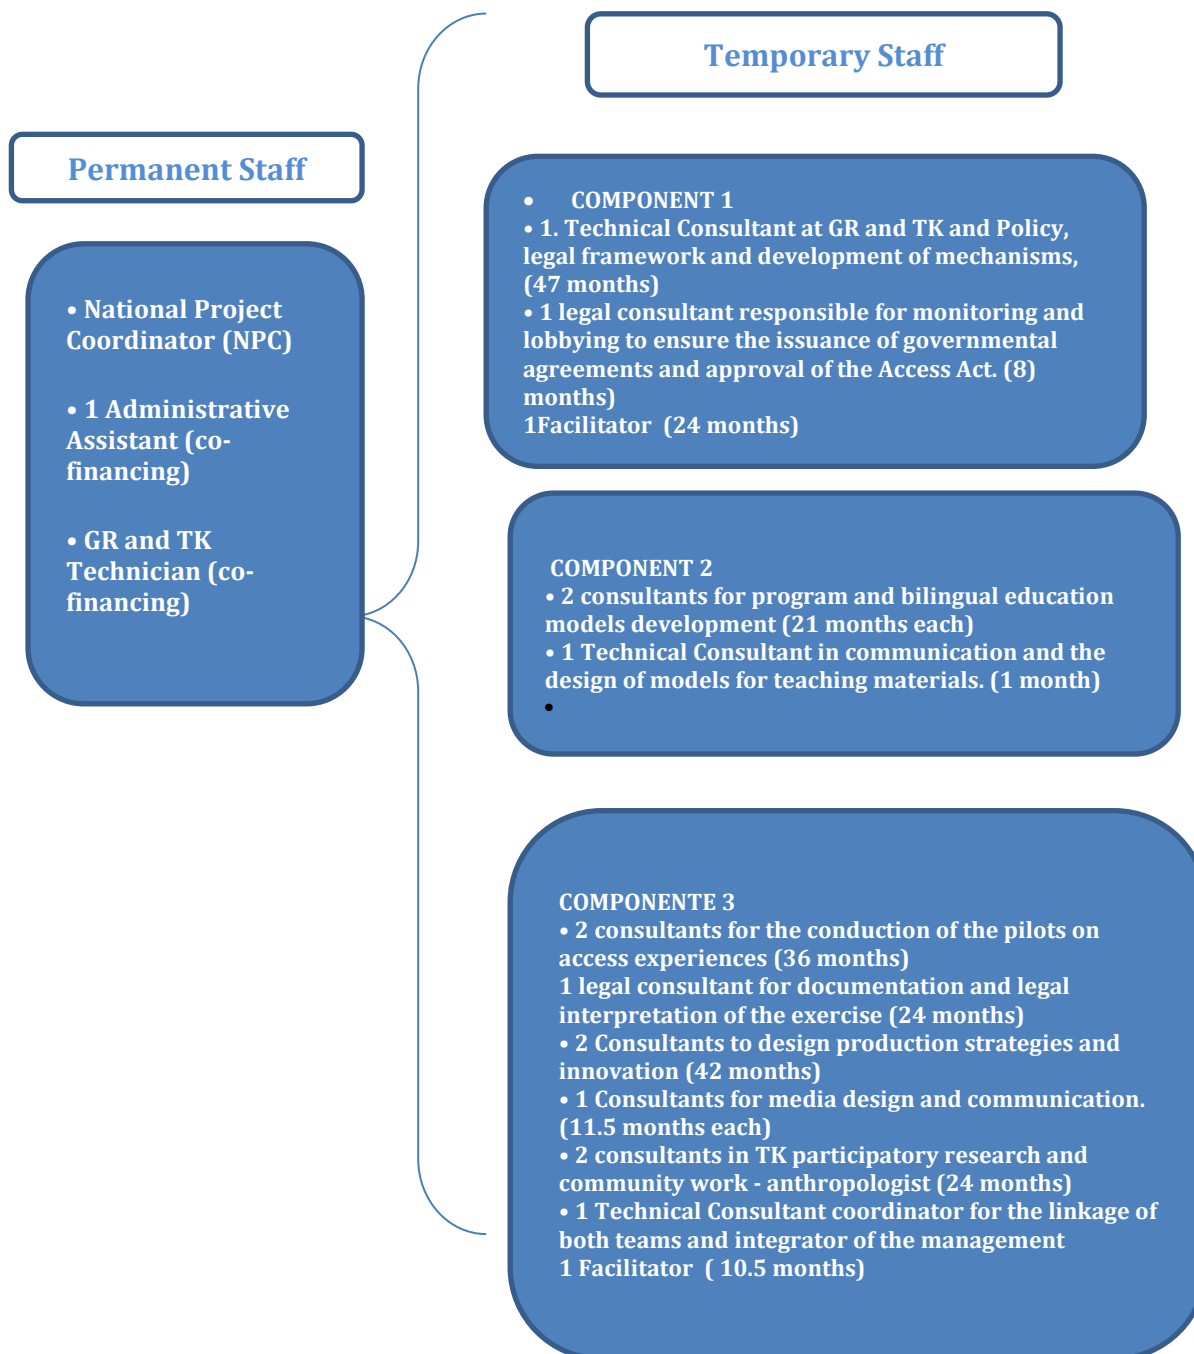 Temporary Staff
Permanent Staff
• National Project
Coordinator (NPC)
• 1 Administrative
Assistant (co-
financing)
• GR and TK
Technician (co-
financing)
• COMPONENT 1
• 1. Technical Consultant at GR and TK and Policy,
legal framework and development of mechanisms,
(47 months)
• 1 legal consultant responsible for monitoring and
lobbying to ensure the issuance of governmental
agreements and approval of the Access Act. (8)
months)
1Facilitator (24 months)
COMPONENT 2
• 2 consultants for program and bilingual education
models development (21 months each)
• 1 Technical Consultant in communication and the
design of models for teaching materials. (1 month)
•
COMPONENTE 3
• 2 consultants for the conduction of the pilots on
access experiences (36 months)
1 legal consultant for documentation and legal
interpretation of the exercise (24 months)
• 2 Consultants to design production strategies and
innovation (42 months)
• 1 Consultants for media design and communication.
(11.5 months each)
• 2 consultants in TK participatory research and
community work - anthropologist (24 months)
• 1 Technical Consultant coordinator for the linkage of
both teams and integrator of the management
1 Facilitator ( 10.5 months)